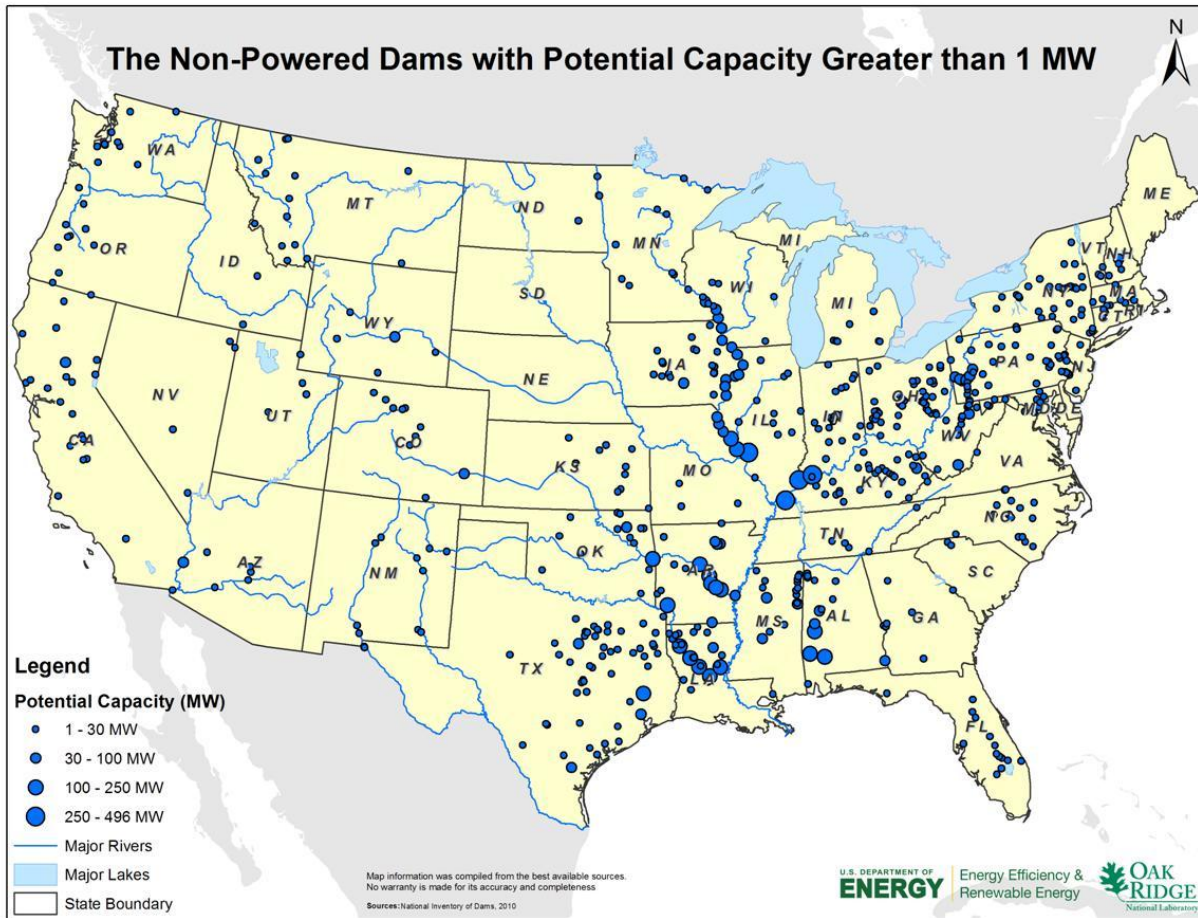 The Non-Powered Dams with Potential Capacity Greater than 1 MW
N
WA
MT
ND
MN
MI
ME
VT
NH
OR
ID
SD
WI
MI
NY
MA
CT
RI
WY
IA
PA
NJ
NE
NV
UT
IL
IN
OH
MD
DE
WV
CA
CO
KS
MO
KY
VA
NC
TN
AZ
NM
OK
AR
SC
MS
AL
GA
TX
LA
FL
Legend
Potential Capacity (MW)
1 - 30 MW
30 - 100 MW
100 - 250 MW
250 - 496 MW
Major Rivers
Major Lakes
State Boundary
Map information was compiled from the best available sources.
No warranty is made for its accuracy and completeness
Sources: National Inventory of Dams, 2010
U.S. DEPARTMENT OF
ENERGY
Energy Efficiency &
Renewable Energy
OAK
RIDGE
National Laboratory